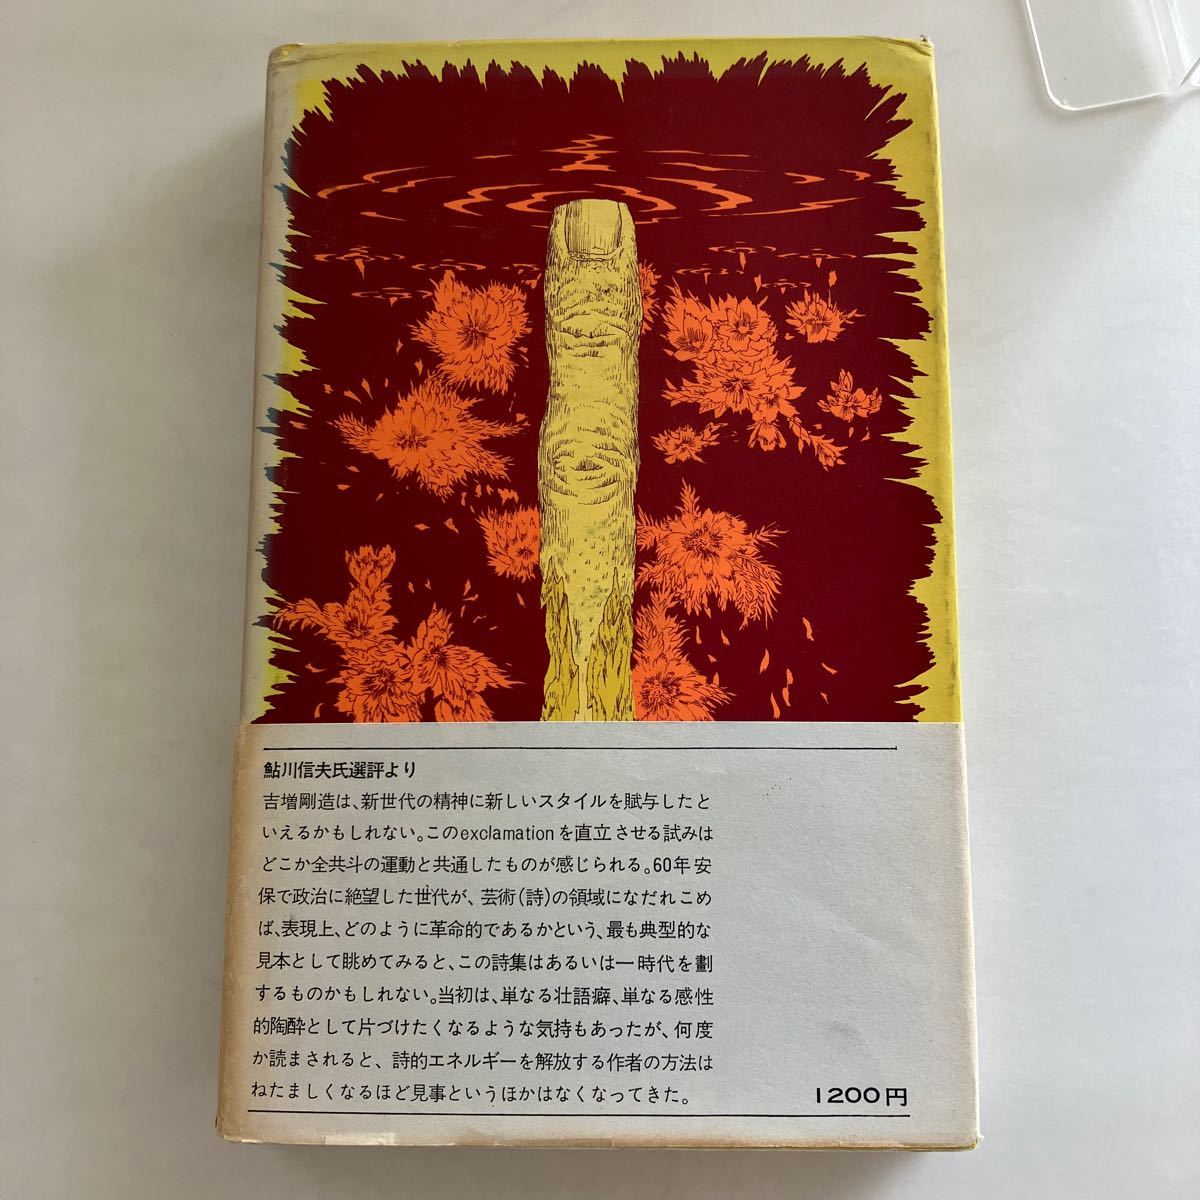 鮎川信夫氏選評より
吉増剛造は、新世代の精神に新しいスタイルを賦与したと
いえるかもしれない。このexclamationを直立させる試みは
どこか全共斗の運動と共通したものが感じられる。60年安
保で政治に絶望した世代が、芸術(詩)の領域になだれこめ
ば、表現上、どのように革命的であるかという、最も典型的な
見本として眺めてみると、この詩集はあるいは一時代を劃
するものかもしれない。当初は、単なる壮語癖、単なる感性
的陶酔として片づけたくなるような気持もあったが、何度
か読まされると、詩的エネルギーを解放する作者の方法は
ねたましくなるほど見事というほかはなくなってきた。
1200円